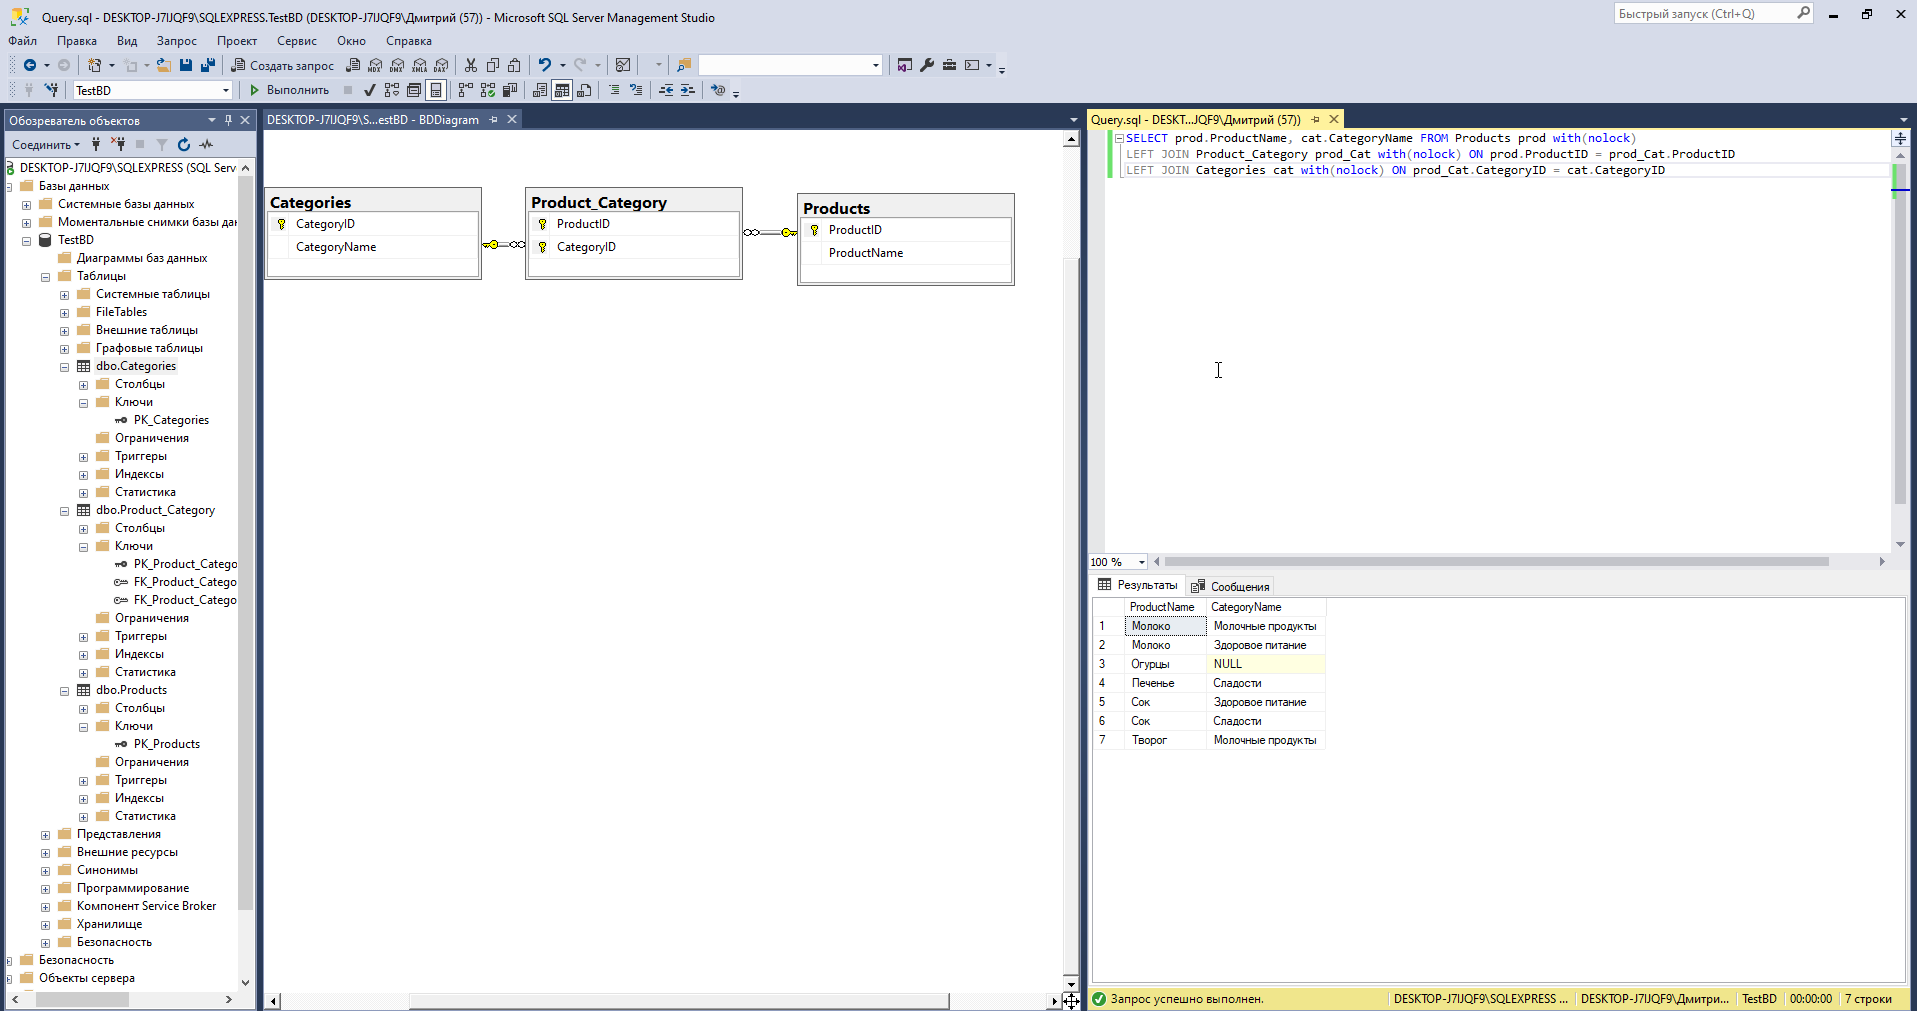 Query.sql - DESKTOP-J7IJQF9\SQLEXPRESS.TestBD (DESKTOP-J7IJQF9\Дмитрий (57)) - Microsoft SQL Server Management Studio
Быстрый запуск (Ctrl+Q)
Файл Правка Вид Запрос Проект Сервис Окно Справка
Создать запрос
MDX DMX XMLA DAX
TestBD
Выполнить
Обозреватель объектов
Соединить
DESKTOP-J7IJQF9\SQLEXPRESS (SQL Serv
Базы данных
Системные базы данных
Моментальные снимки базы дан
TestBD
Диаграммы баз данных
Таблицы
Системные таблицы
FileTables
Внешние таблицы
Графовые таблицы
dbo.Categories
Столбцы
Ключи
PK_Categories
Ограничения
Триггеры
Индексы
Статистика
dbo.Product_Category
Столбцы
Ключи
PK_Product_Catego
FK_Product_Catego
FK_Product_Catego
Ограничения
Триггеры
Индексы
Статистика
dbo.Products
Столбцы
Ключи
PK_Products
Ограничения
Триггеры
Индексы
Статистика
Представления
Внешние ресурсы
Синонимы
Программирование
Компонент Service Broker
Хранилище
Безопасность
Безопасность
Объекты сервера
DESKTOP-J7IJQF9\S...estBD - BDDiagram
Categories
CategoryID
CategoryName
Product_Category
ProductID
CategoryID
Products
ProductID
ProductName
Query.sql - DESKT...JQF9\Дмитрий (57))
SELECT prod.ProductName, cat.CategoryName FROM Products prod with(nolock)
LEFT JOIN Product_Category prod_Cat with(nolock) ON prod.ProductID = prod_Cat.ProductID
LEFT JOIN Categories cat with(nolock) ON prod_Cat.CategoryID = cat.CategoryID
100 %
Результаты Сообщения
ProductName CategoryName
1 Молоко Молочные продукты
2 Молоко Здоровое питание
3 Огурцы NULL
4 Печенье Сладости
5 Сок Здоровое питание
6 Сок Сладости
7 Творог Молочные продукты
Запрос успешно выполнен. DESKTOP-J7IJQF9\SQLEXPRESS ... DESKTOP-J7IJQF9\Дмитри... TestBD 00:00:00 7 строки